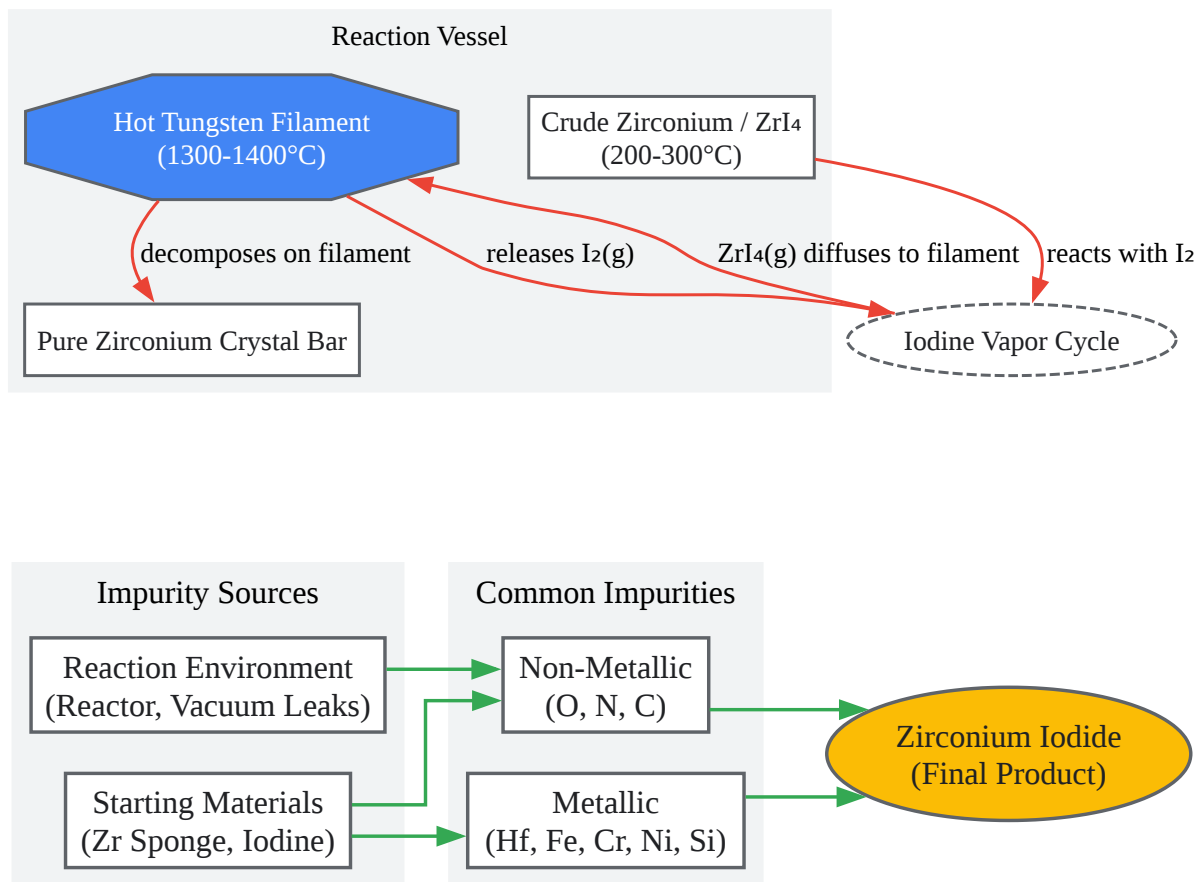 Reaction Vessel
Hot Tungsten Filament
(1300-1400°C)
Crude Zirconium / ZrI₄
(200-300°C)
decomposes on filament
releases I₂(g)
ZrI₄(g) diffuses to filament
reacts with I₂
Pure Zirconium Crystal Bar
Iodine Vapor Cycle
Impurity Sources
Common Impurities
Reaction Environment
(Reactor, Vacuum Leaks)
Non-Metallic
(O, N, C)
Starting Materials
(Zr Sponge, Iodine)
Metallic
(Hf, Fe, Cr, Ni, Si)
Zirconium Iodide
(Final Product)